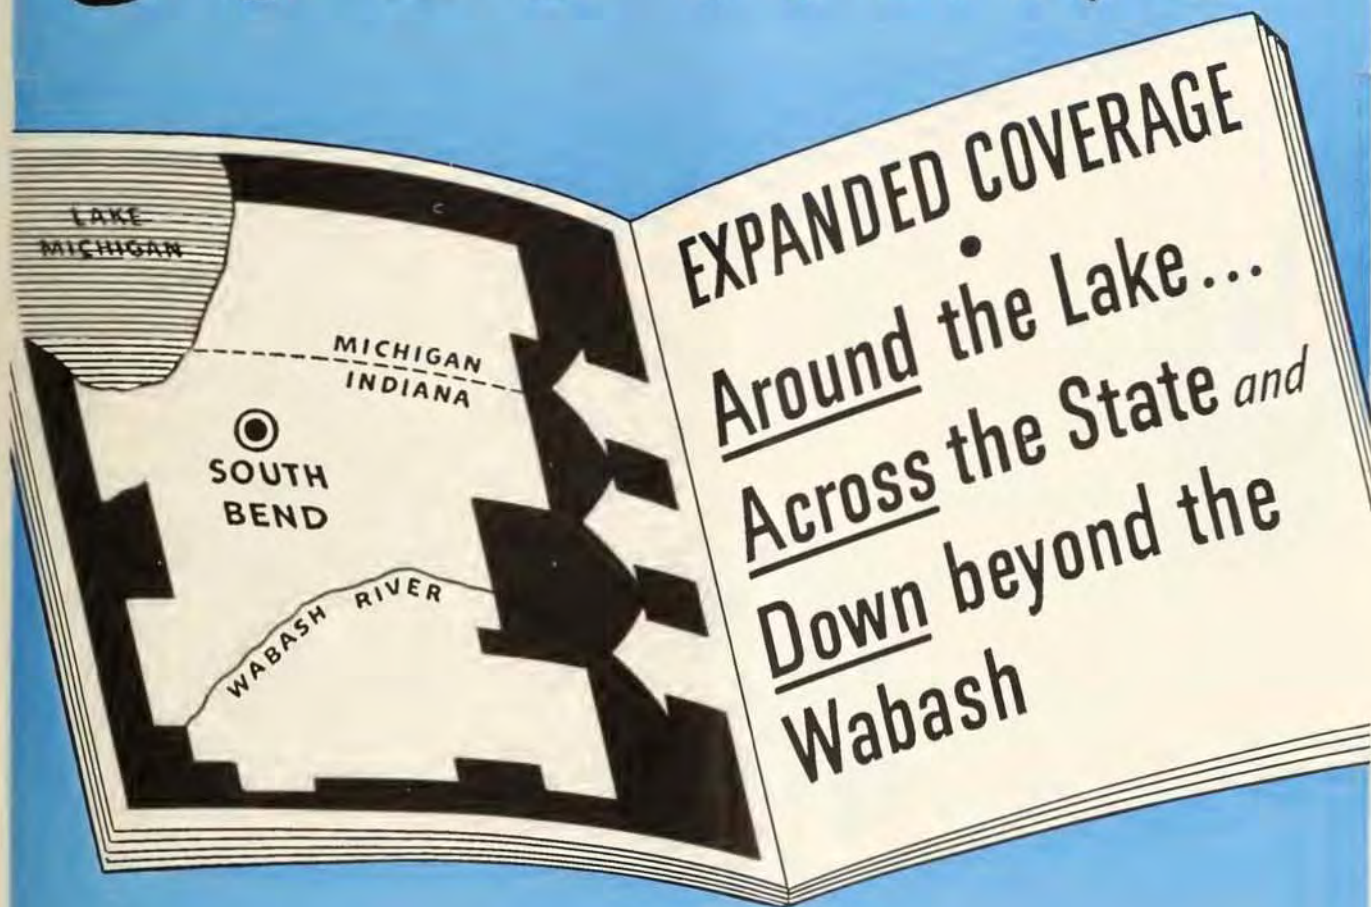 LAKE
MICHIGAN
MICHIGAN
INDIANA
SOUTH
BEND
WABASH RIVER
EXPANDED COVERAGE
•
Around the Lake...
Across the State and
Down beyond the
Wabash